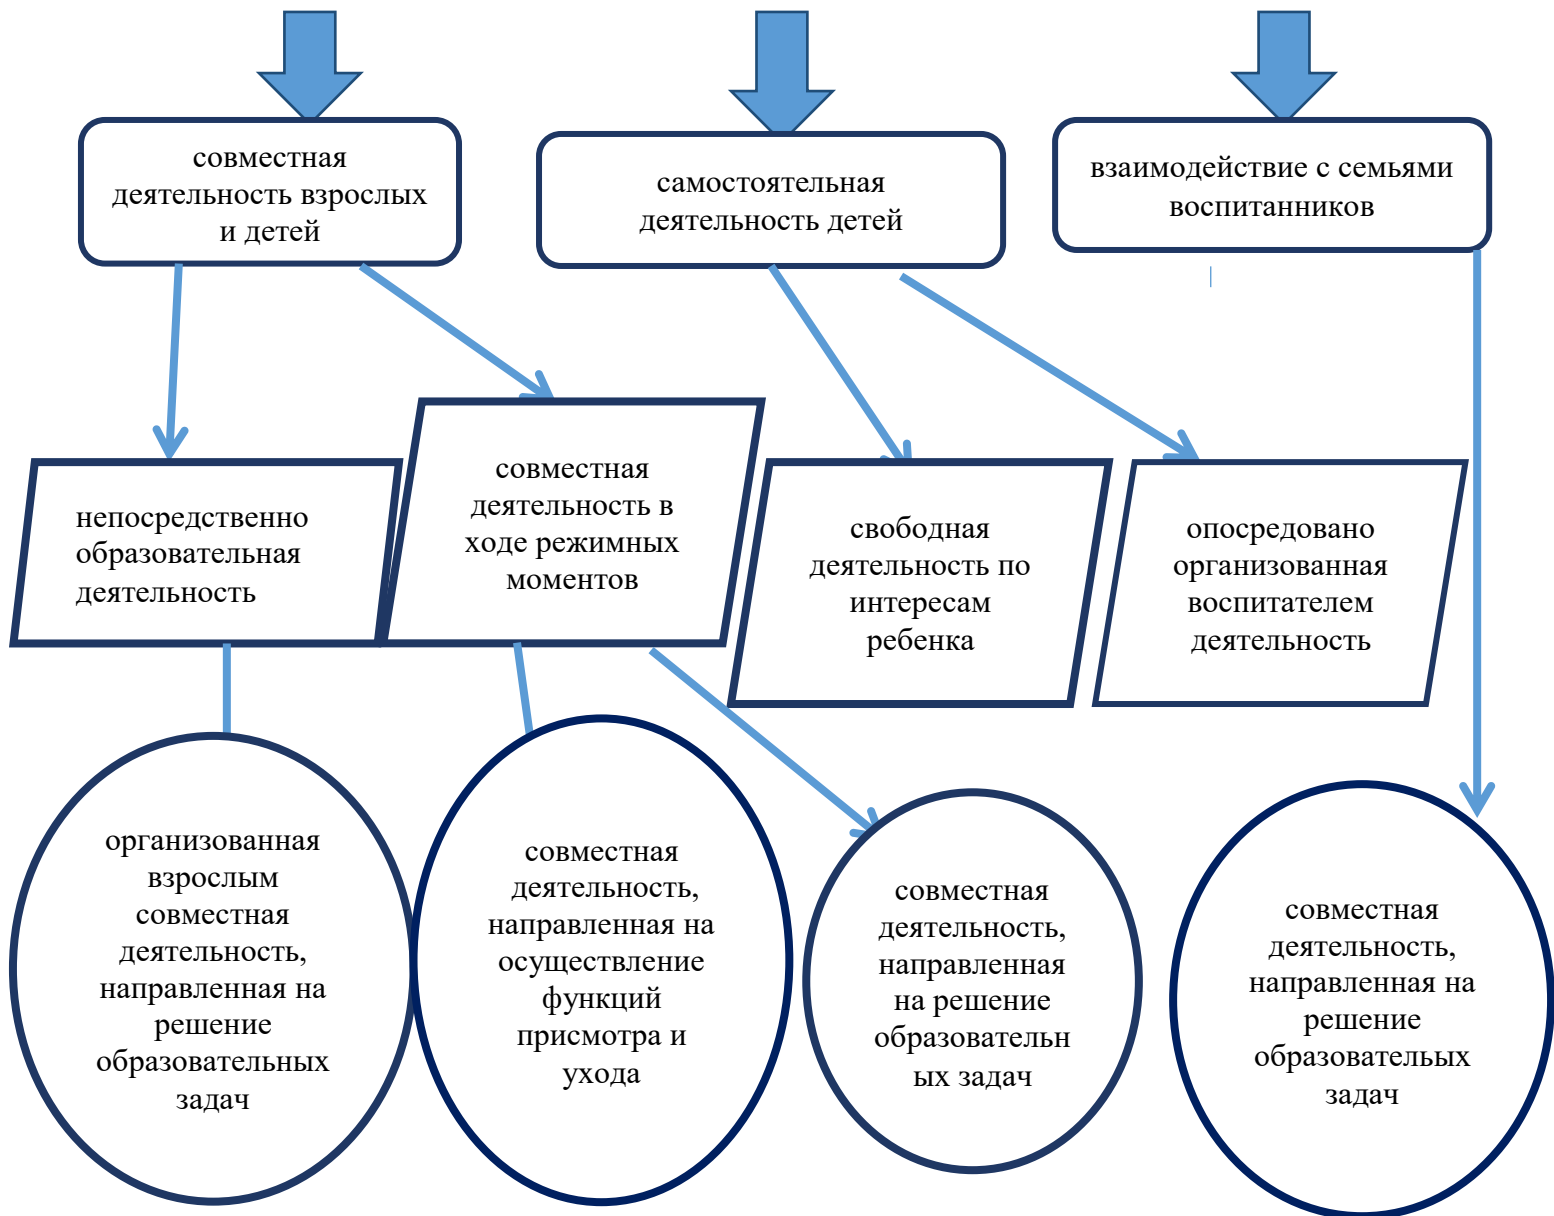 совместная
деятельность взрослых
и детей
самостоятельная
деятельность детей
взаимодействие с семьями
воспитанников
непосредственно
образовательная
деятельность
совместная
деятельность в
ходе режимных
моментов
свободная
деятельность по
интересам
ребенка
опосредовано
организованная
воспитателем
деятельность
организованная
взрослым
совместная
деятельность,
направленная на
решение
образовательных
задач
совместная
деятельность,
направленная на
осуществление
функций
присмотра и
ухода
совместная
деятельность,
направленная
на решение
образовательн
ых задач
совместная
деятельность,
направленная на
решение
образователых
задач